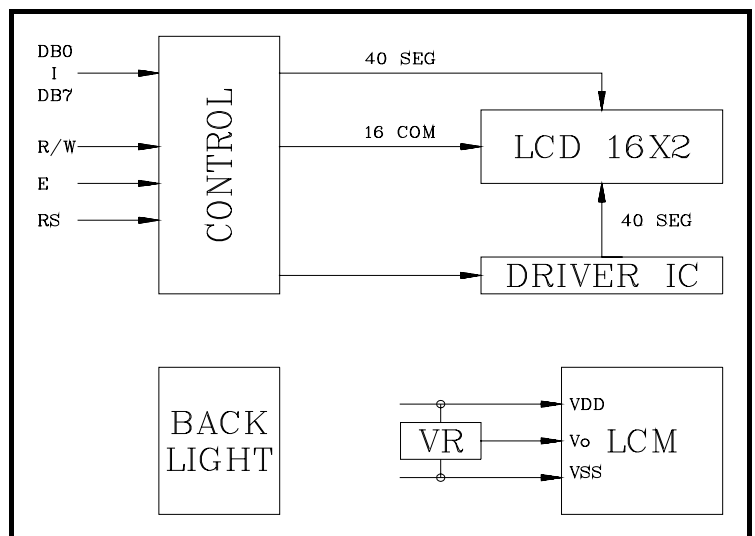 DB0
I
DB7
R/W
E
RS
CONTROL
40 SEG
16 COM
LCD 16X2
40 SEG
DRIVER IC
BACK
LIGHT
VR
VDD
Vo
VSS
LCM